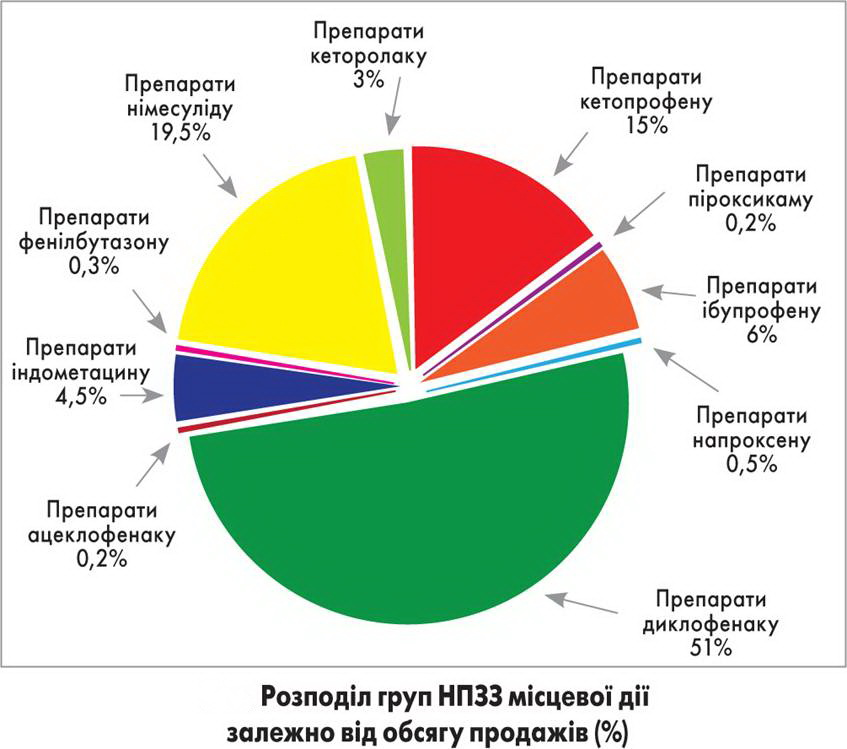 Препарати
кеторолаку
3%
Препарати
кетопрофену
15%
Препарати
німесуліду
19,5%
Препарати
піроксикаму
0,2%
Препарати
фенілбутазону
0,3%
Препарати
ібупрофену
6%
Препарати
індометацину
4,5%
Препарати
напроксену
0,5%
Препарати
ацеклофенаку
0,2%
Препарати
диклофенаку
51%
Розподіл груп НПЗЗ місцевої дії
залежно від обсягу продажів (%)